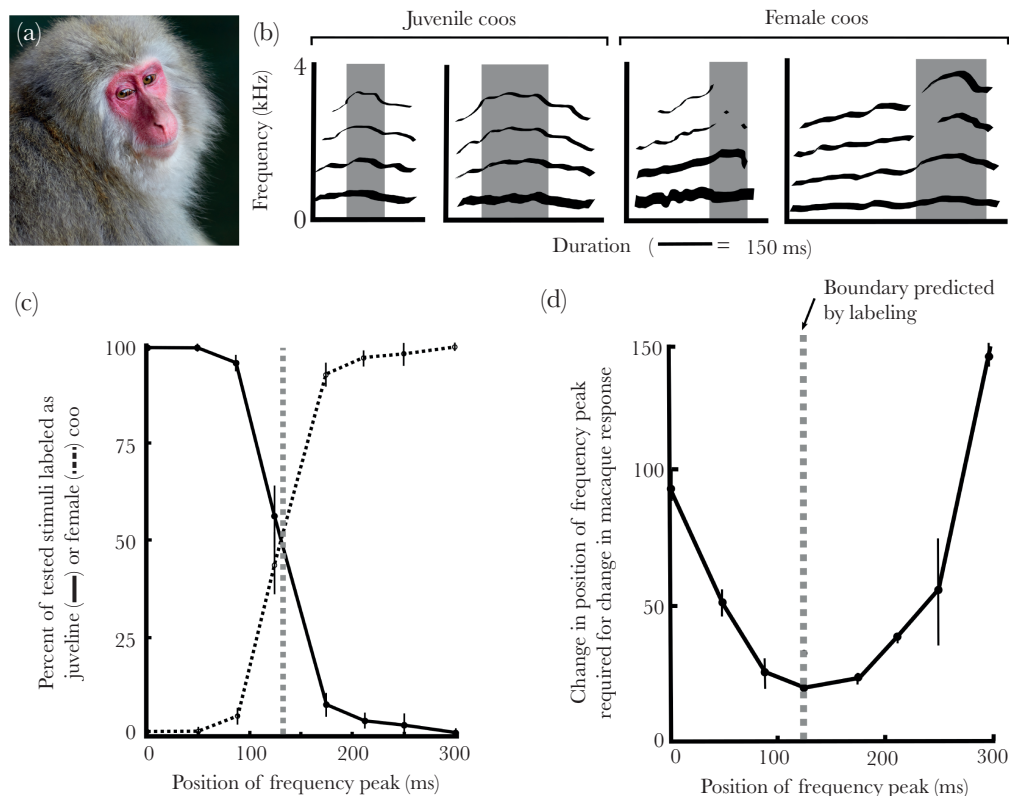 (a)
(b)
Juvenile coos
Female coos
Frequency (kHz)
4
0
Duration ( = 150 ms)
(c)
Percent of tested stimuli labeled as
juveline ( ) or female ( ) coo
100
75
50
25
0
0 100 200 300
Position of frequency peak (ms)
(d)
Boundary predicted
by labeling
Change in position of frequency peak
required for change in macaque response
150
100
50
0
0 100 200 300
Position of frequency peak (ms)